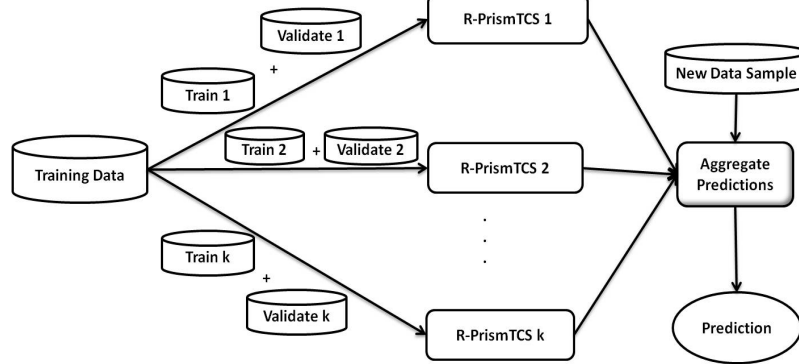 Validate 1
R-PrismTCS 1
+
Train 1
New Data Sample
Train 2
+
Validate 2
Training Data
R-PrismTCS 2
Aggregate
Predictions
.
.
.
Train k
+
Validate k
R-PrismTCS k
Prediction